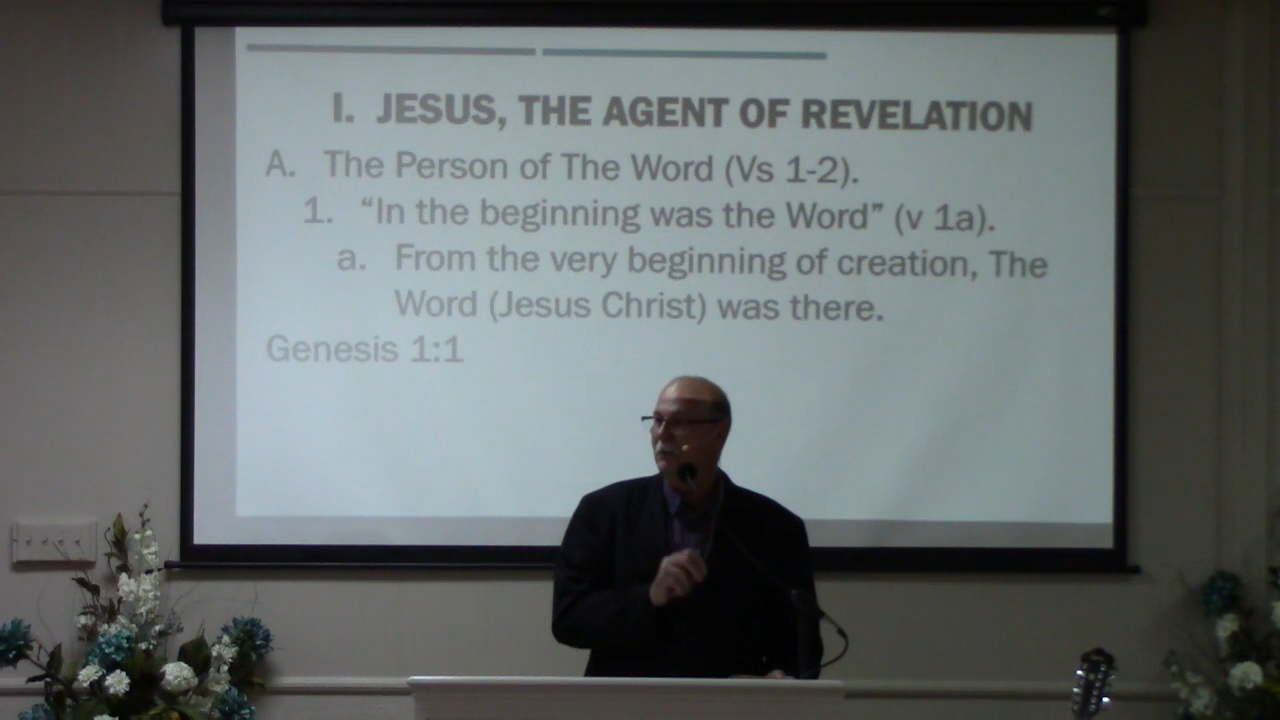 I. JESUS, THE AGENT OF REVELATION
A. The Person of The Word (Vs 1-2).
1. “In the beginning was the Word” (v 1a).
a. From the very beginning of creation, The
Word (Jesus Christ) was there.
Genesis 1:1